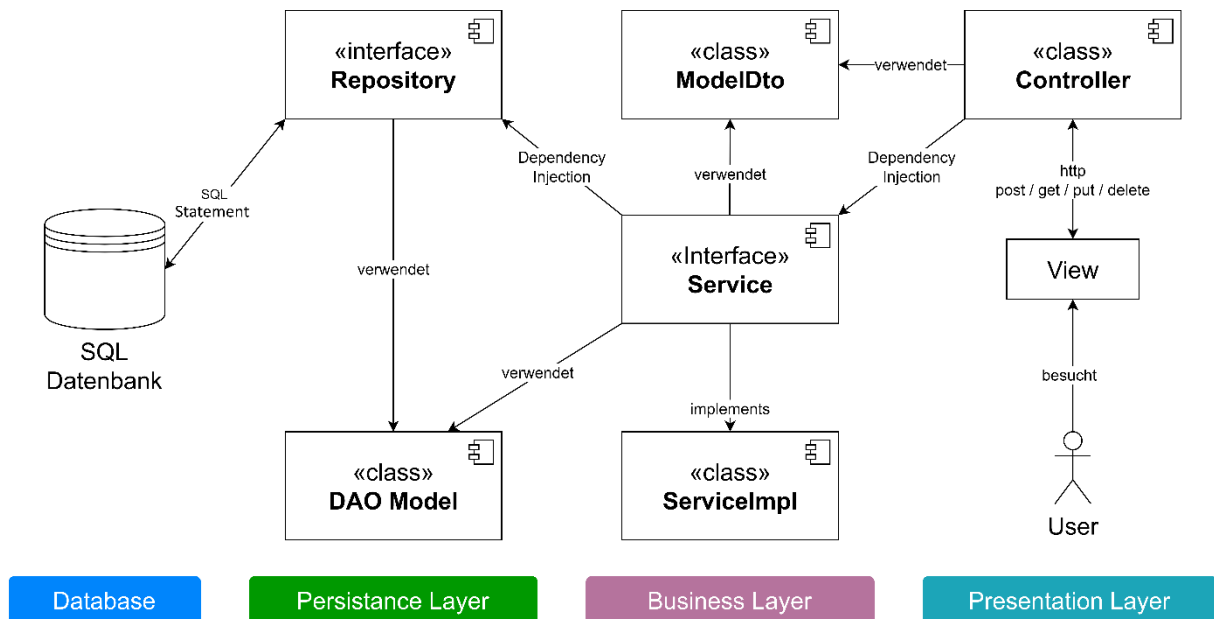 «interface»
Repository
«class»
ModelDto
«class»
Controller
verwendet
Dependency
Injection
verwendet
Dependency
Injection
http
post / get / put / delete
SQL
Statement
verwendet
«Interface»
Service
View
SQL
Datenbank
verwendet
besucht
implements
«class»
DAO Model
«class»
ServiceImpl
User
Database
Persistance Layer
Business Layer
Presentation Layer